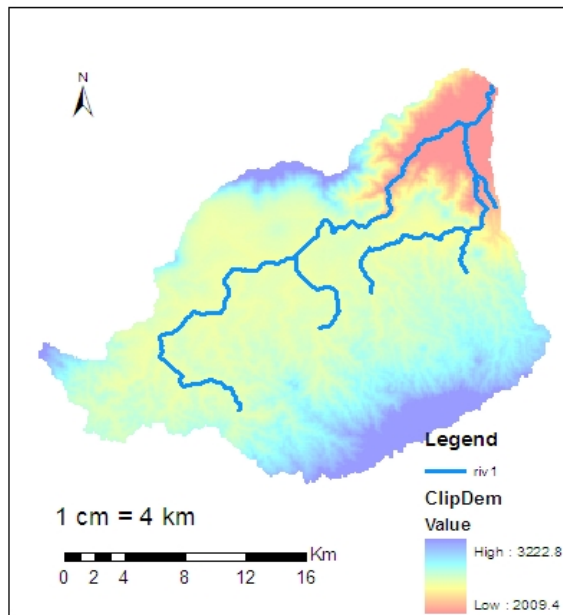 N
Legend
riv1
ClipDem
Value
High : 3222.8
Low : 2009.4
1 cm = 4 km
Km
0 2 4 8 12 16